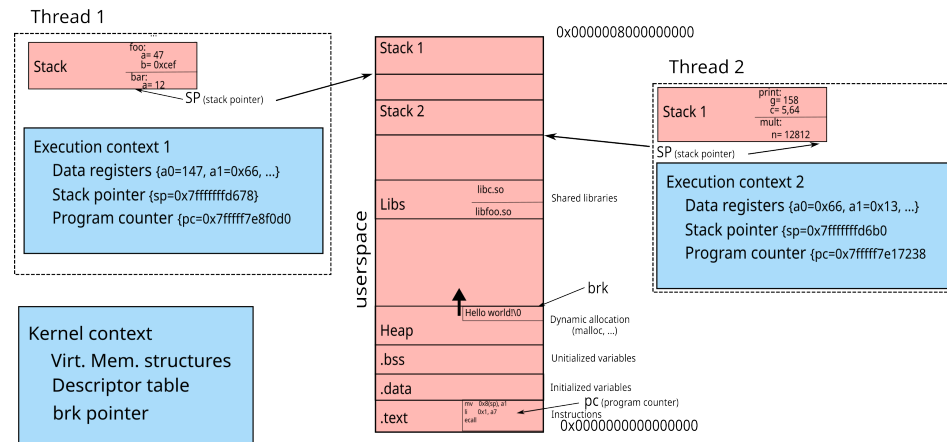 Thread 1
...
Stack
foo:
a= 47
b= 0xcef
bar:
a= 12
SP (stack pointer)
Execution context 1
Data registers {a0=147, a1=0x66, ...}
Stack pointer {sp=0x7fffffffd678}
Program counter {pc=0x7fffff7e8f0d0
Kernel context
Virt. Mem. structures
Descriptor table
brk pointer
userspace
0x0000008000000000
Stack 1
Stack 2
Libs
libc.so
libfoo.so
Shared libraries
brk
Hello world!\0
Heap
Dynamic allocation
(malloc, ...)
.bss
Unitialized variables
.data
Initialized variables
.text
mv 0x8(sp), a1
li 0x1, a7
ecall
pc (program counter)
Instructions
0x0000000000000000
Thread 2
Stack 1
print:
g= 158
c= 5,64
mult:
n= 12812
SP (stack pointer)
Execution context 2
Data registers {a0=0x66, a1=0x13, ...}
Stack pointer {sp=0x7fffffffd6b0
Program counter {pc=0x7fffff7e17238